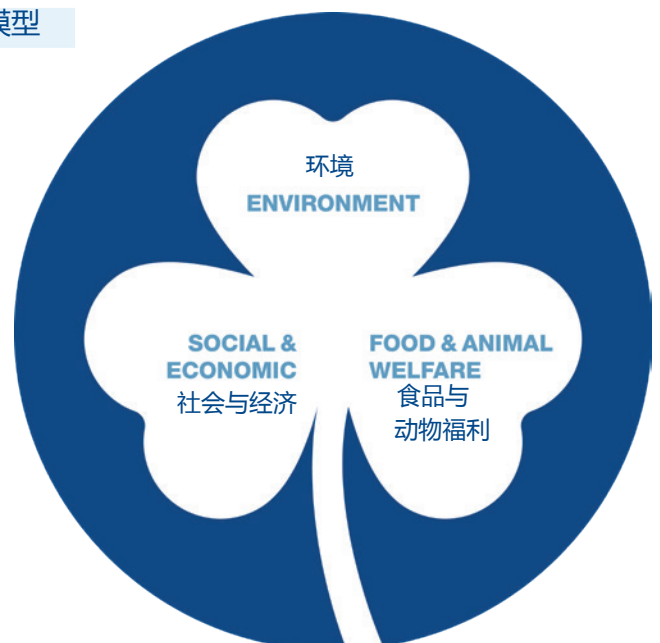 模型
环境
ENVIRONMENT
SOCIAL &
ECONOMIC
社会与经济
FOOD & ANIMAL
WELFARE
食品与
动物福利